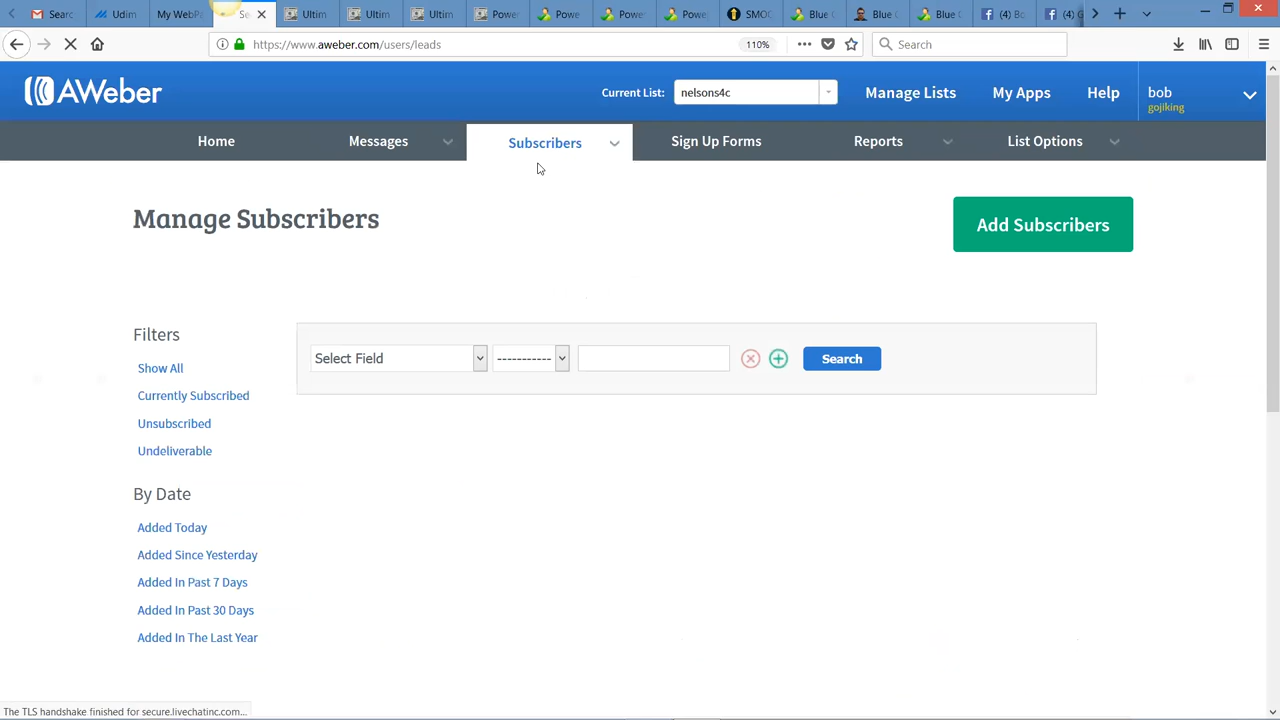 Searc
Udim
My WebPa
Se
Ultim
Ultim
Ultim
Powe
Powe
Power
Powe
SMOO
Blue C
Blue C
Blue C
(4) Bo
(4) G
https://www.aweber.com/users/leads
110%
Search
AWeber
Current List:
nelsons4c
Manage Lists
My Apps
Help
bob
gojiking
Home
Messages
Subscribers
Sign Up Forms
Reports
List Options
Manage Subscribers
Add Subscribers
Filters
Show All
Currently Subscribed
Unsubscribed
Undeliverable
Select Field
-----------
Search
By Date
Added Today
Added Since Yesterday
Added In Past 7 Days
Added In Past 30 Days
Added In The Last Year
The TLS handshake finished for secure.livechatinc.com...